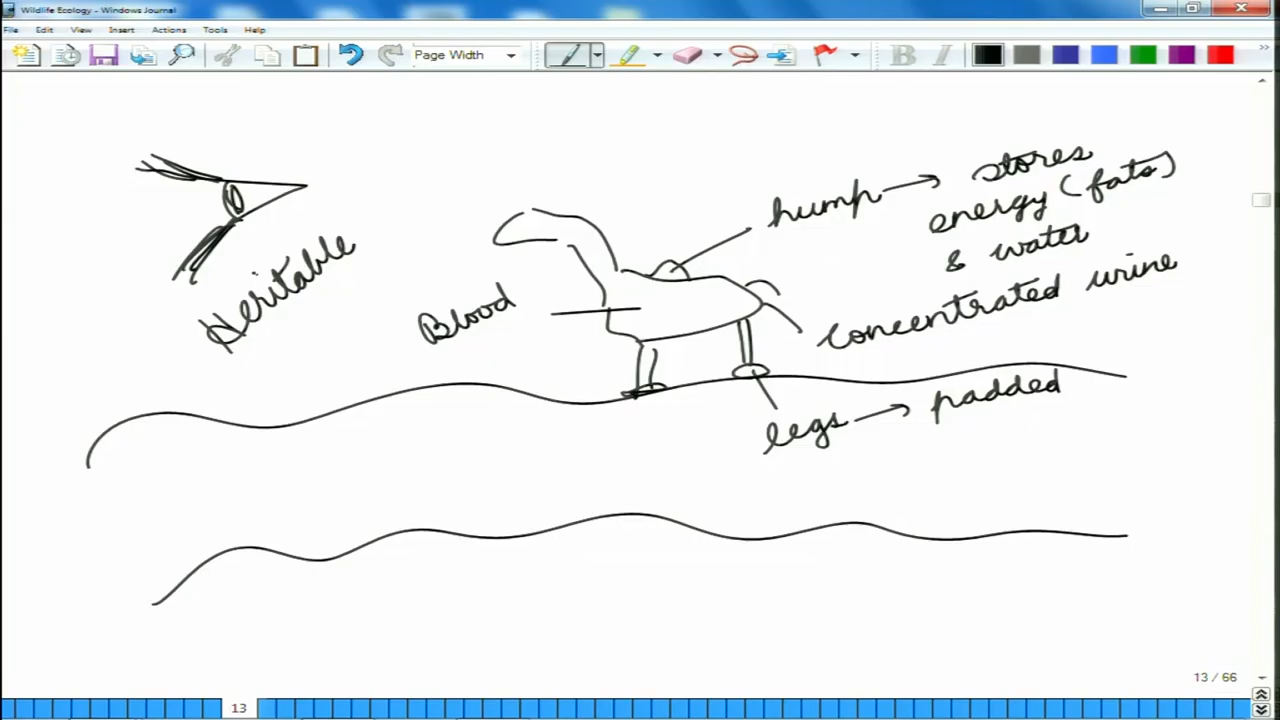 Wildlife Ecology - Windows Journal
File Edit View Insert Actions Tools Help
Page Width
B I
hump → stores
energy (fats)
& water
Heritable
Blood
concentrated urine
legs → padded
13 / 66
13